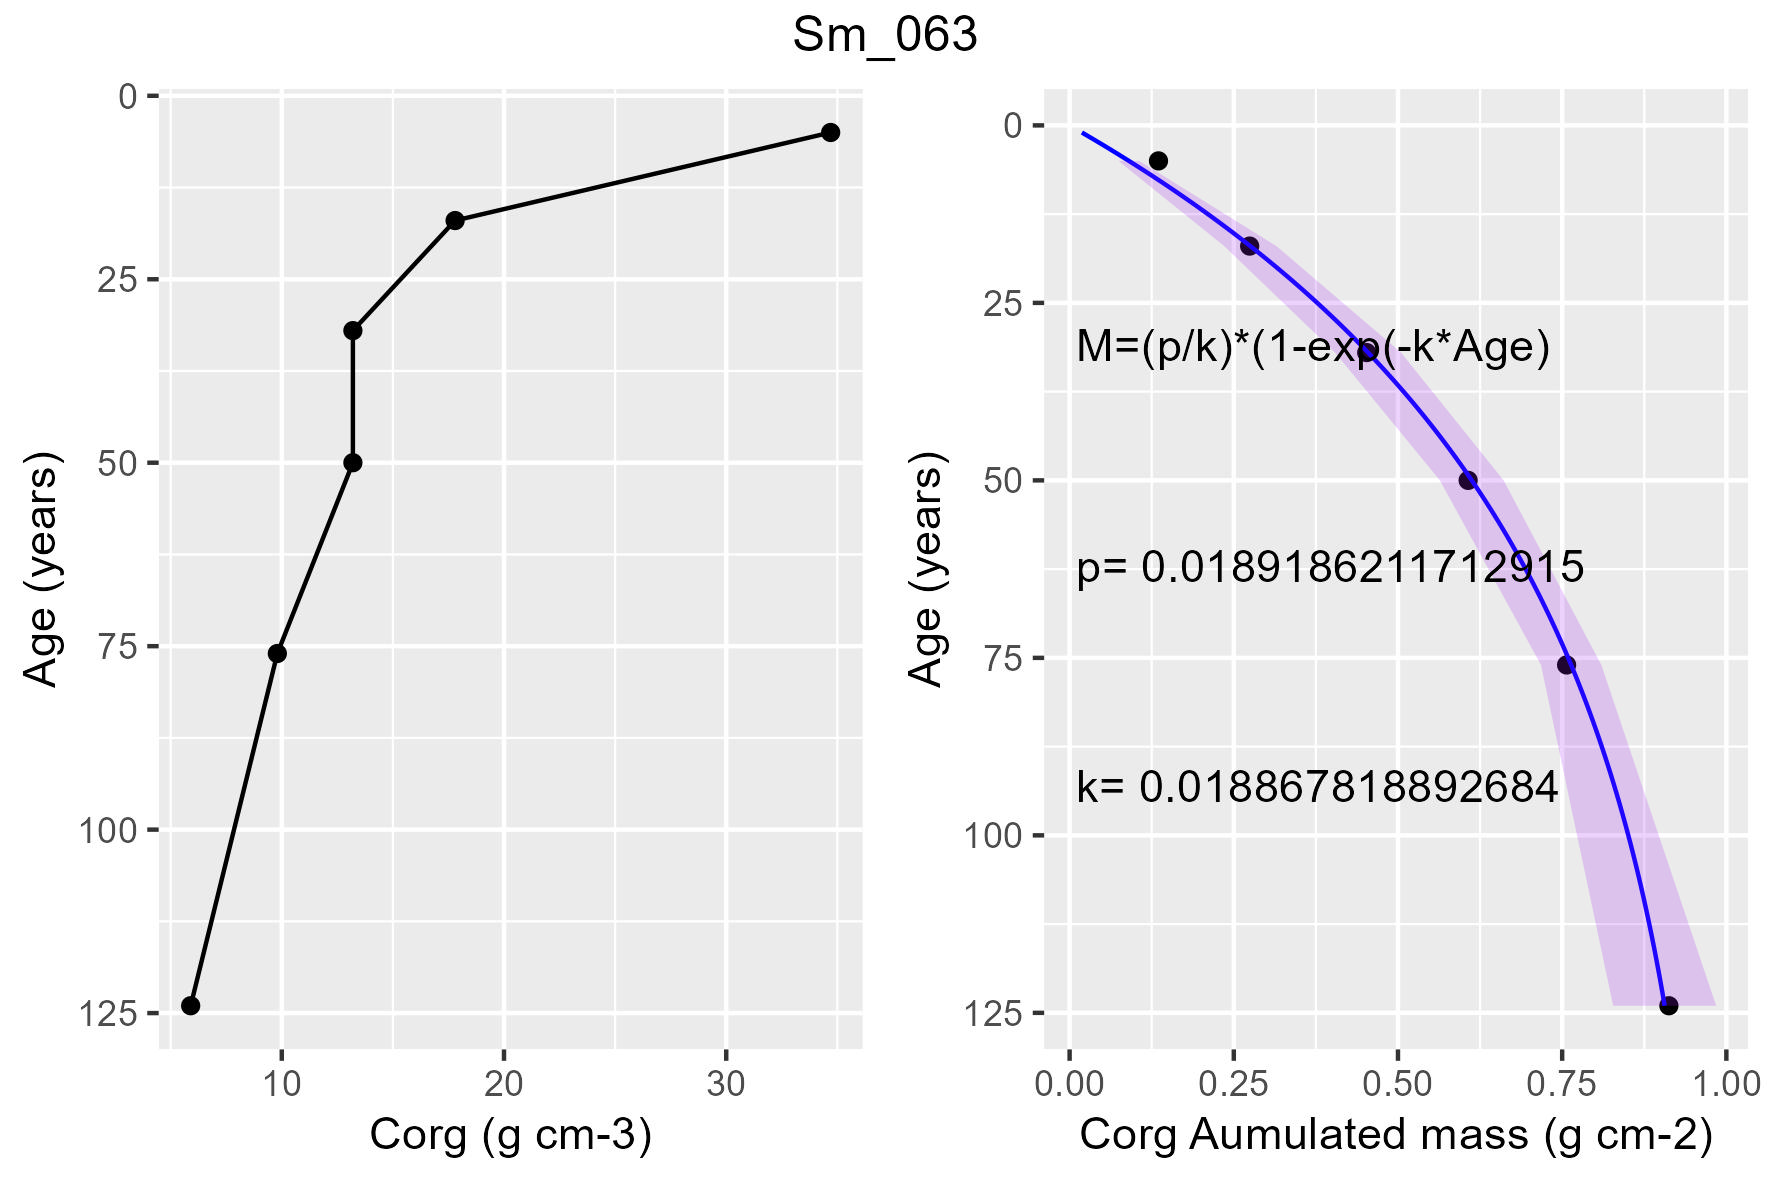 Sm_063
0
25
50
75
100
125
Age (years)
10 20 30
Corg (g cm-3)
0
25
50
75
100
125
Age (years)
M=(p/k)*(1-exp(-k*Age)
p= 0.0189186211712915
k= 0.018867818892684
0.00 0.25 0.50 0.75 1.00
Corg Aumulated mass (g cm-2)